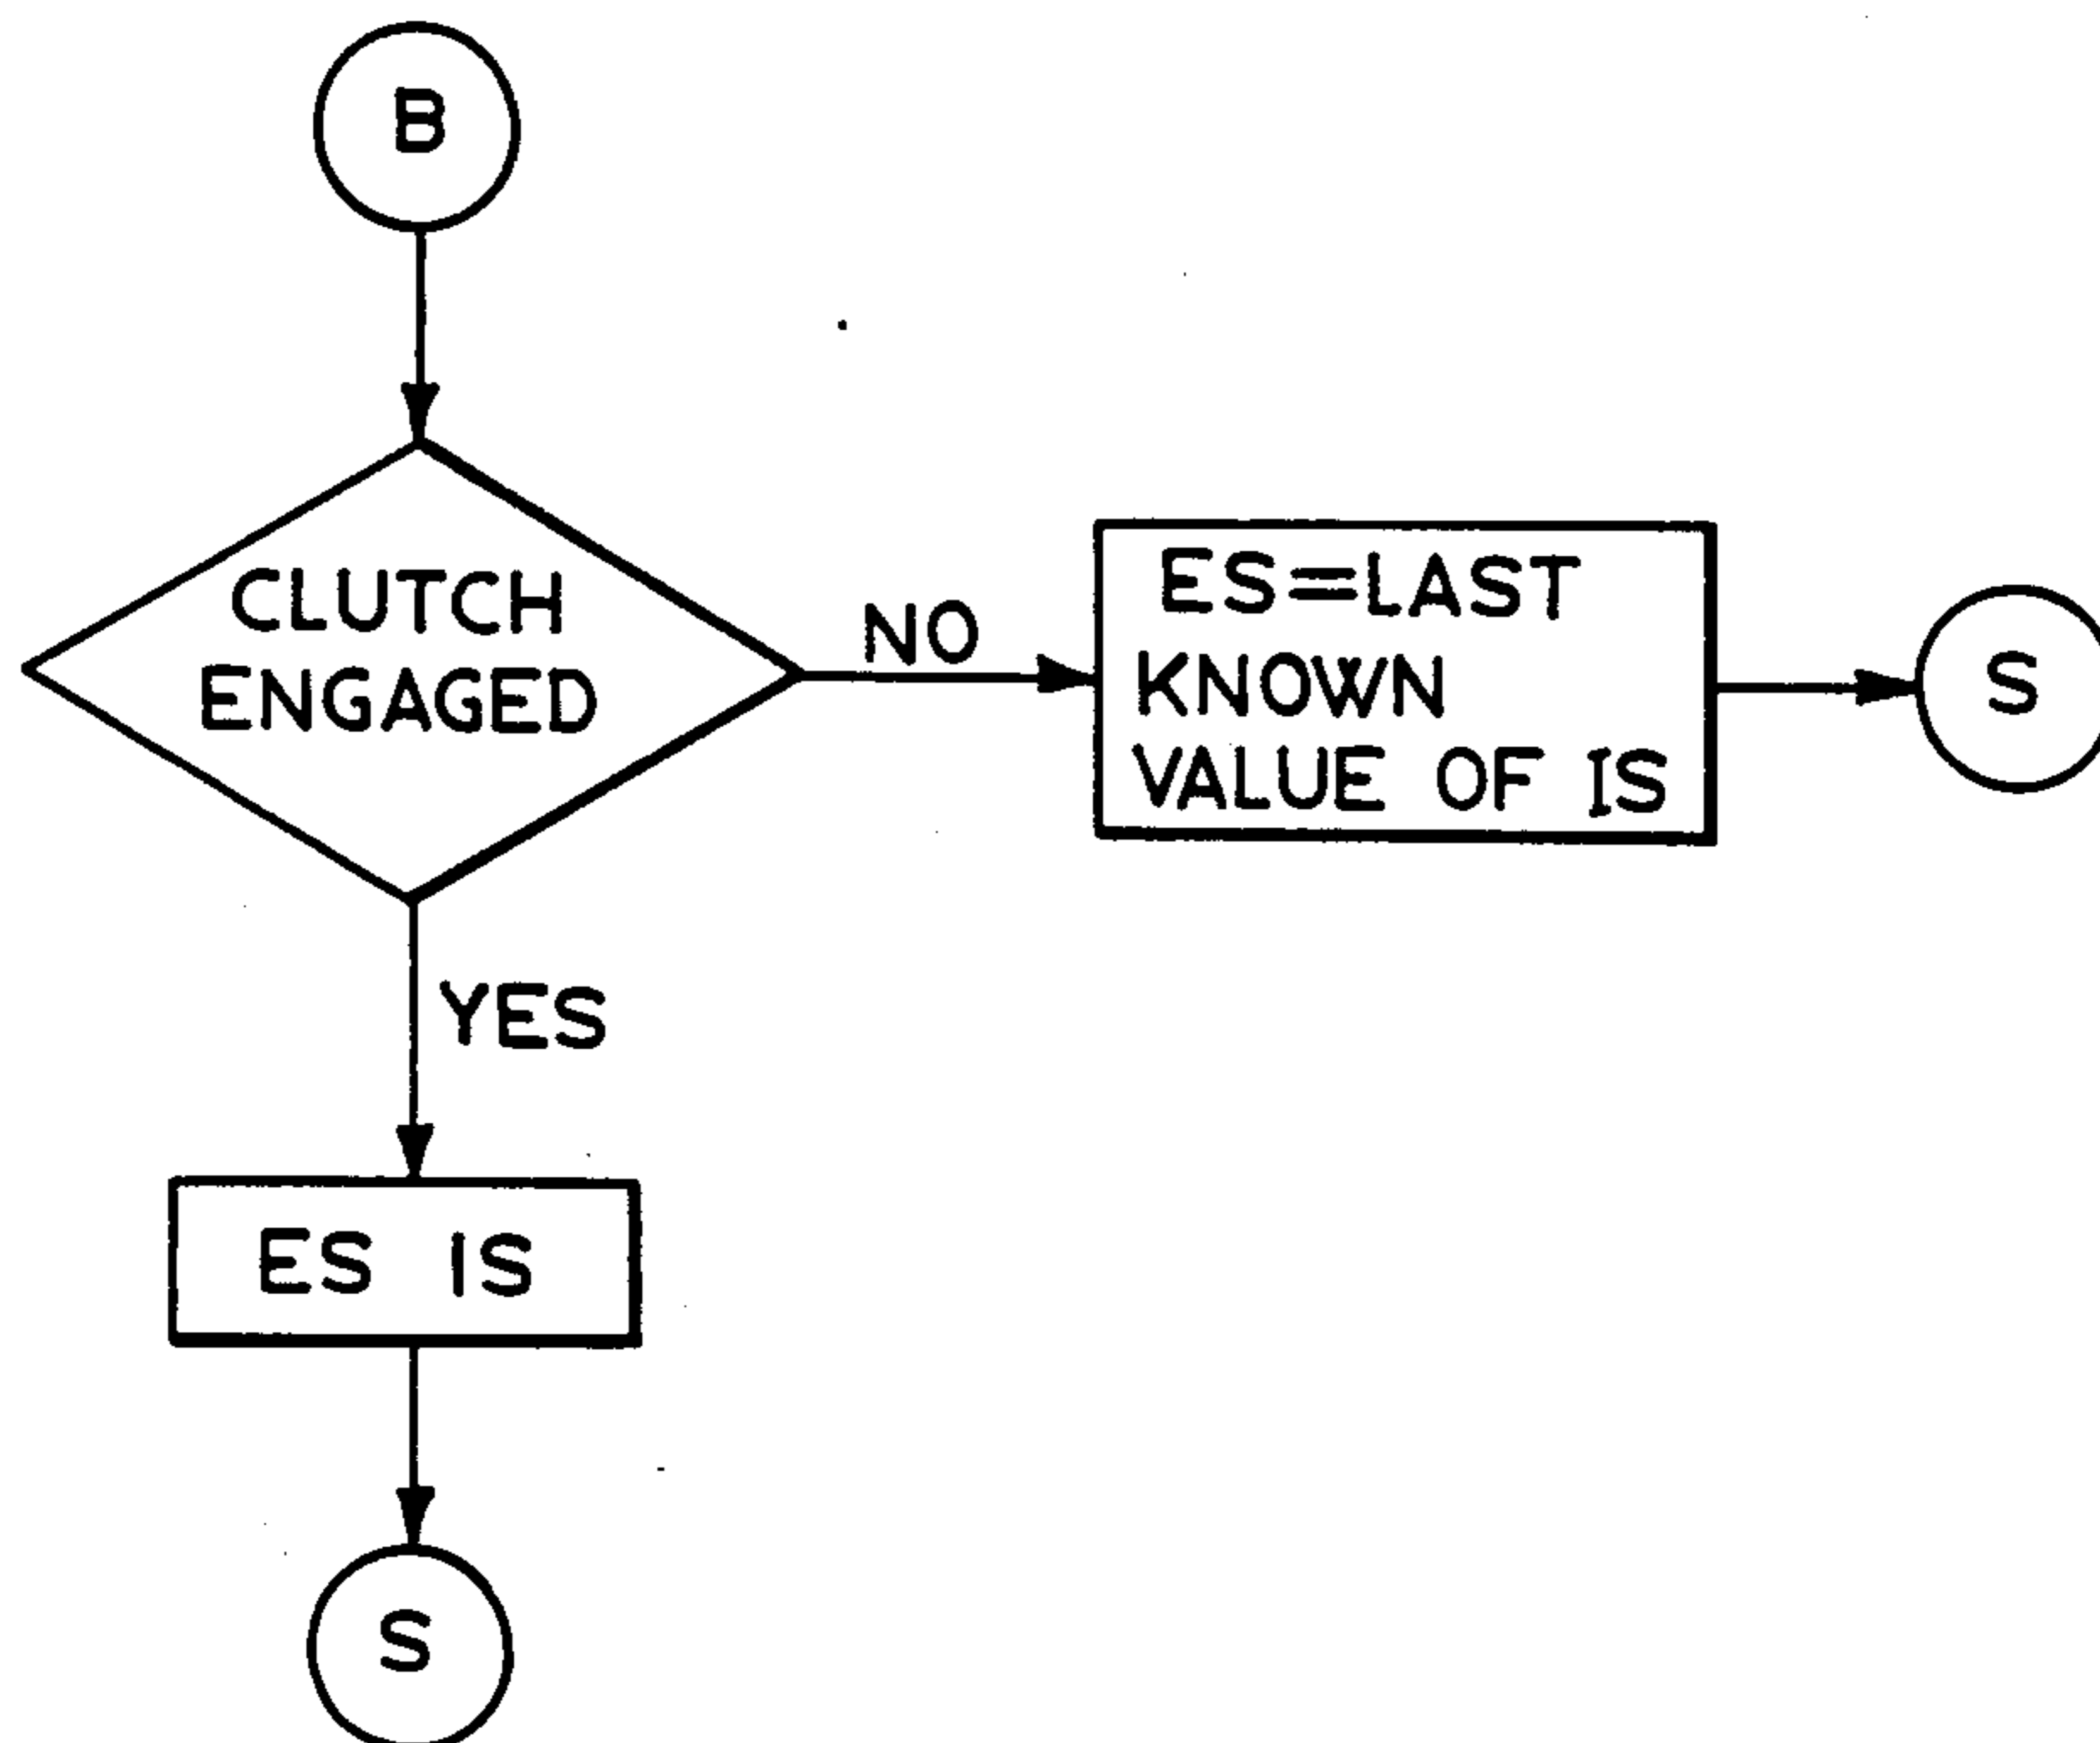 B
CLUTCH
ENGAGED
NO
ES=LAST
KNOWN
VALUE OF IS
S
YES
ES IS
S